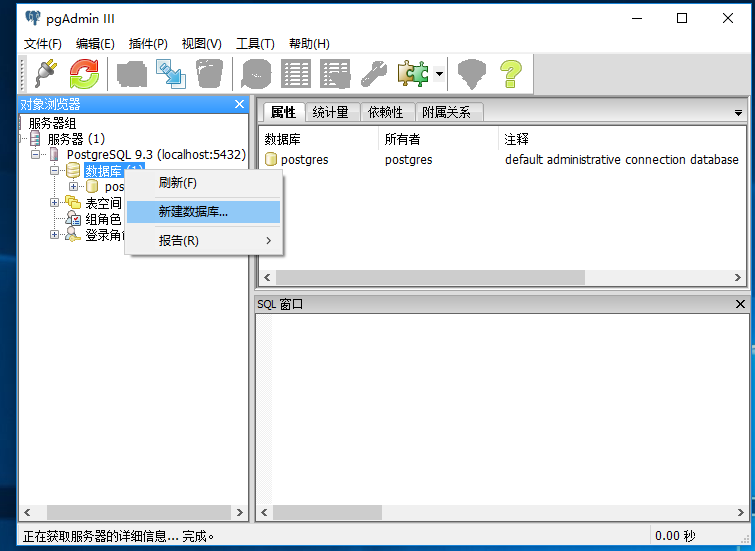 pgAdmin III
文件(F) 编辑(E) 插件(P) 视图(V) 工具(T) 帮助(H)
对象浏览器
服务器组
服务器 (1)
PostgreSQL 9.3 (localhost:5432)
数据库 (1)
pos
表空间
组角色
登录角色
刷新(F)
新建数据库...
报告(R)
属性 统计量 依赖性 附属关系
数据库 所有者 注释
postgres postgres default administrative connection database
SQL 窗口
正在获取服务器的详细信息... 完成。 0.00 秒